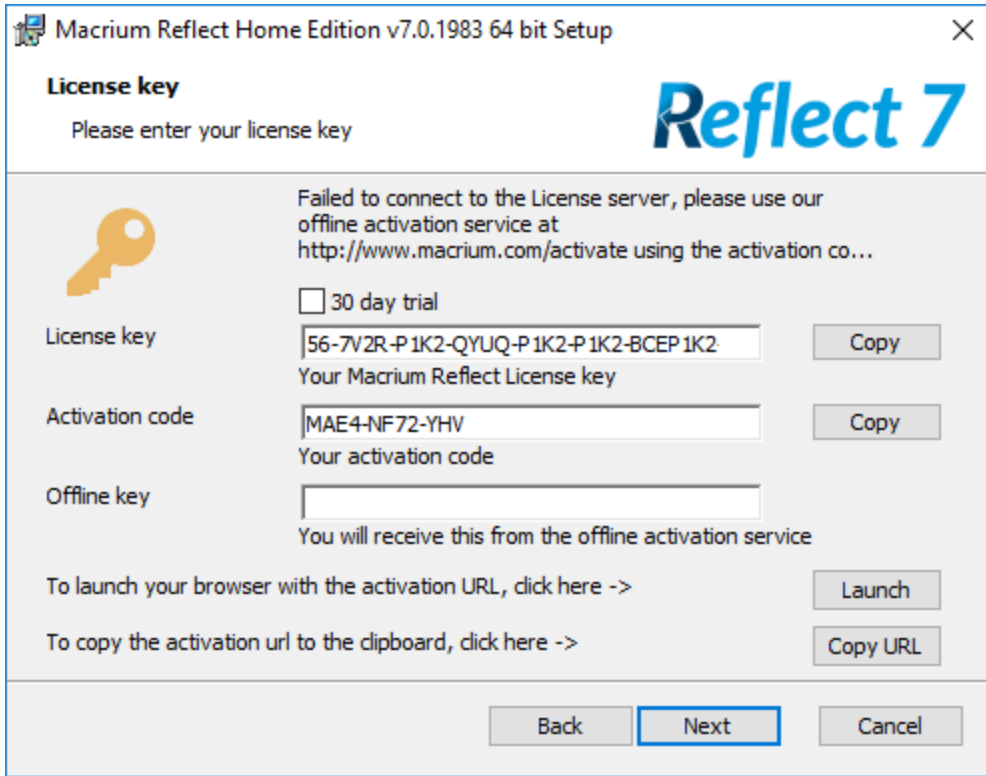 Macrium Reflect Home Edition v7.0.1983 64 bit Setup
License key
Please enter your license key
Reflect 7
Failed to connect to the License server, please use our
offline activation service at
http://www.macrium.com/activate using the activation co...
30 day trial
License key
56-7V2R-P1K2-QYUQ-P1K2-P1K2-BCEP1K2-
Copy
Your Macrium Reflect License key
Activation code
MAE4-NF72-YHV
Copy
Your activation code
Offline key
You will receive this from the offline activation service
To launch your browser with the activation URL, click here ->
Launch
To copy the activation url to the clipboard, click here ->
Copy URL
Back
Next
Cancel